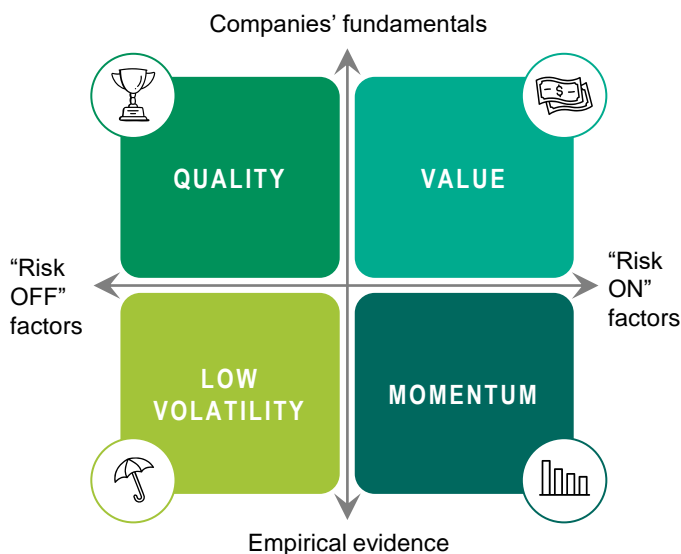 Companies’ fundamentals
- $ -
QUALITY
VALUE
“Risk
OFF”
factors
“Risk
ON”
factors
LOW
VOLATILITY
MOMENTUM
Empirical evidence